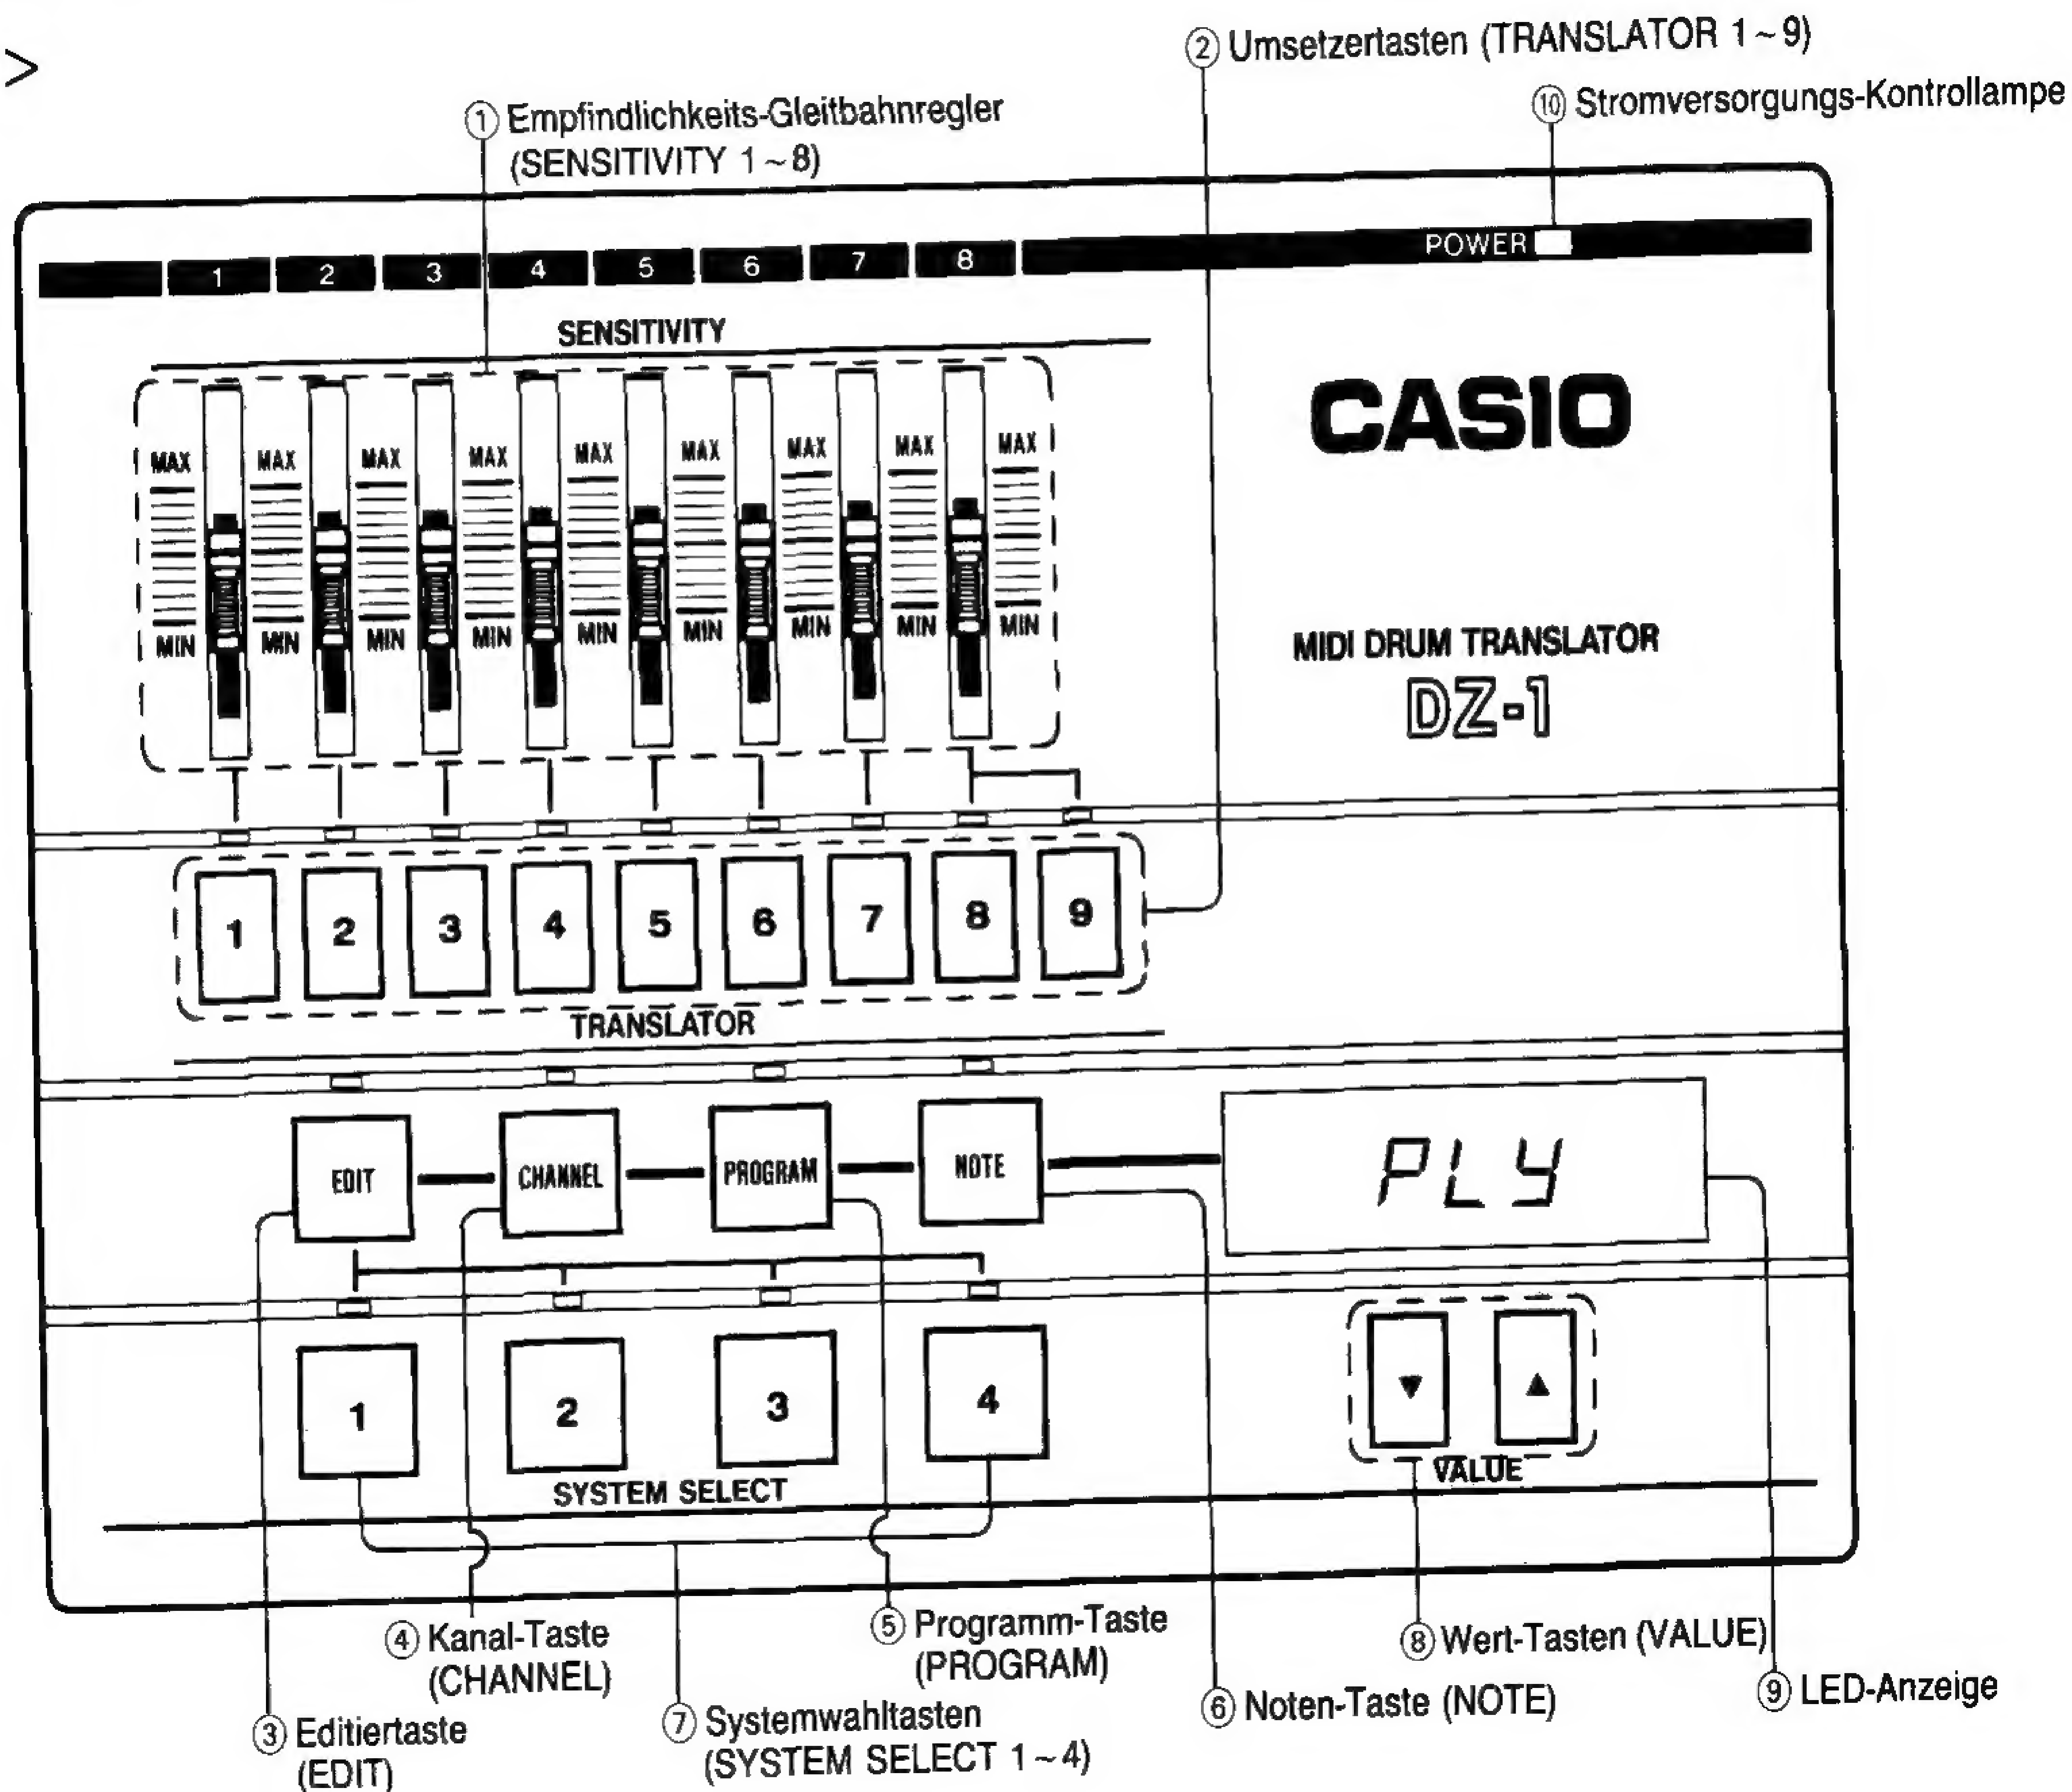 >
② Umsetzertasten (TRANSLATOR 1~9)
⑩ Stromversorgungs-Kontrollampe
① Empfindlichkeits-Gleitbahnregler
(SENSITIVITY 1~8)
POWER
1 2 3 4 5 6 7 8
SENSITIVITY
CASIO
MAX MAX MAX MAX MAX MAX MAX MAX MAX
MIN MIN MIN MIN MIN MIN MIN MIN MIN
MIDI DRUM TRANSLATOR
DZ-1
1 2 3 4 5 6 7 8 9
TRANSLATOR
EDIT CHANNEL PROGRAM NOTE PLY
1 2 3 4 ▼ ▲
SYSTEM SELECT VALUE
④ Kanal-Taste
(CHANNEL)
⑤ Programm-Taste
(PROGRAM)
⑧ Wert-Tasten (VALUE)
③ Editiertaste
(EDIT)
⑦ Systemwahltasten
(SYSTEM SELECT 1~4)
⑥ Noten-Taste (NOTE)
⑨ LED-Anzeige